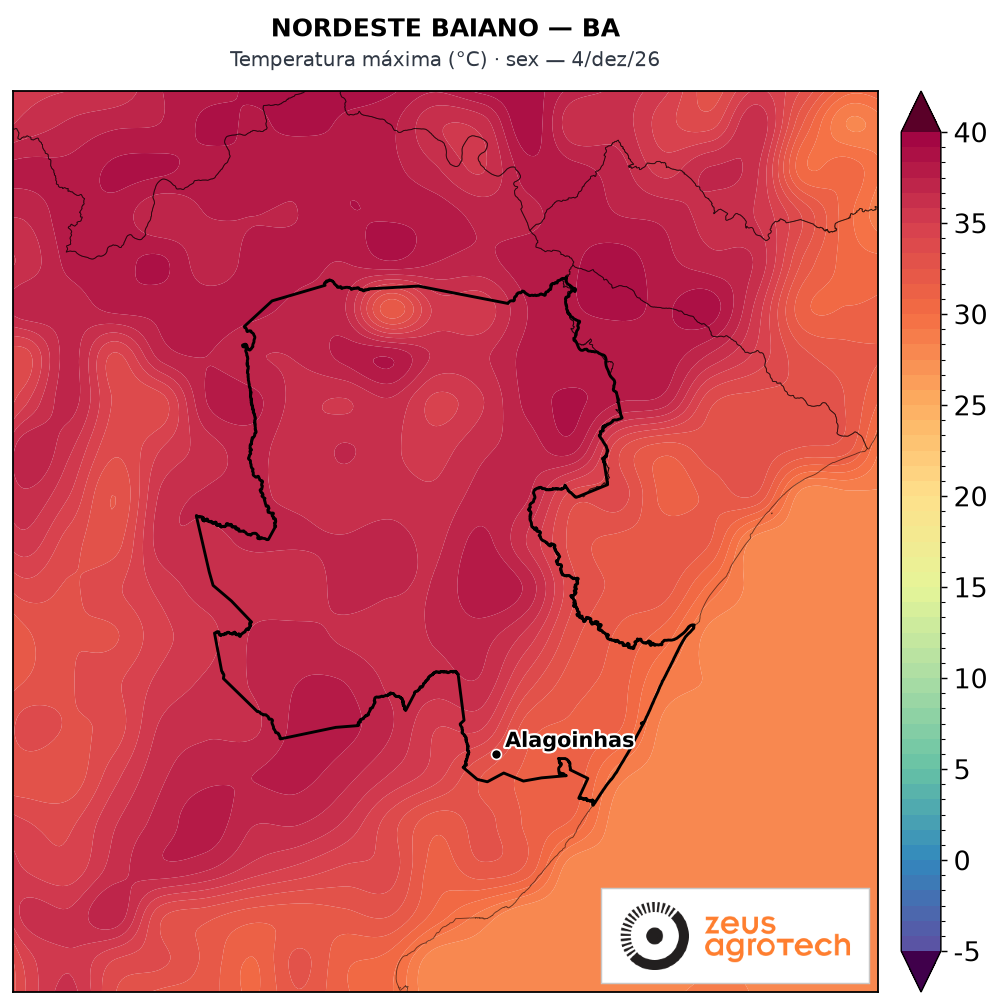 NORDESTE BAIANO — BA
Temperatura máxima (°C) · sex — 4/dez/26
40
35
30
25
20
15
10
5
0
-5
Alagoinhas
zeus
agrotech